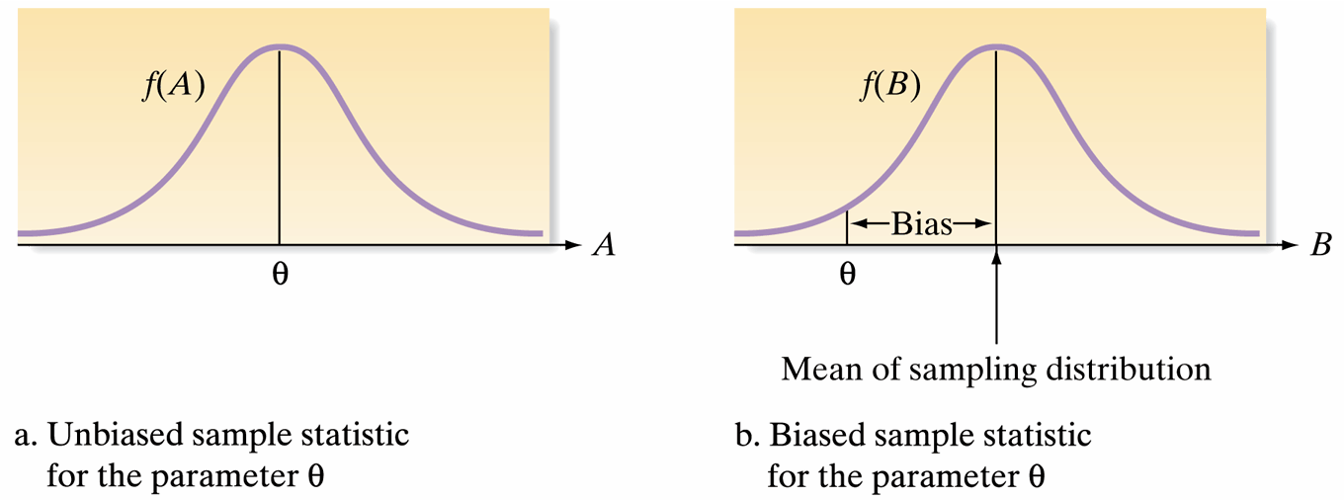 f(A)
A
θ
a. Unbiased sample statistic
for the parameter θ
f(B)
Bias
B
θ
Mean of sampling distribution
b. Biased sample statistic
for the parameter θ